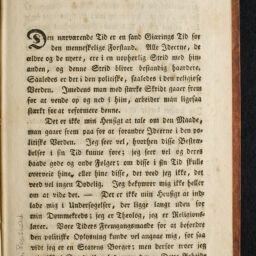 Den nærværende Tid er en sand Giærings Tid for
den menneskelige Forstand. Alle Ideerne, de
ældre og de nyere, ere i en uophørlig Strid med hin-
anden, og denne Strid bliver bestandig haardere.
Saaledes er det i den politiske, saaledes i den religiøse
Verden. Imedens man med stærke Skridt gaaer frem
for at vende op og ned i hiin, arbeider man ligesaa
stærkt for at reformere denne.
Det er ikke min Hensigt at tale om den Maade,
man gaaer frem paa for at forandre Ideerne i den po-
litiske Verden. Jeg seer vel, hvorhen disse Bestræ-
belser i sin Tid kunne føre; jeg seer vel og deres
baade gode og onde Følger; om disse i sin Tid skulle
overveie hine, eller hine disse, det veed jeg ikke, det
veed vel ingen Dødelig. Jeg bekymrer mig ikke heller
om at vide det. — Det er ikke min Hensigt at ind-
lade mig i Undersøgelser, der ligge langt uden for
min Dømmekreds; jeg er Theolog, jeg er Religions-
lærer. Vore Tiders Fremgangsmaade for at befordre
den politiske Oplysning kunde vel angaae mig, for saa
vidt jeg er en Statens Borger; men derfor veed jeg